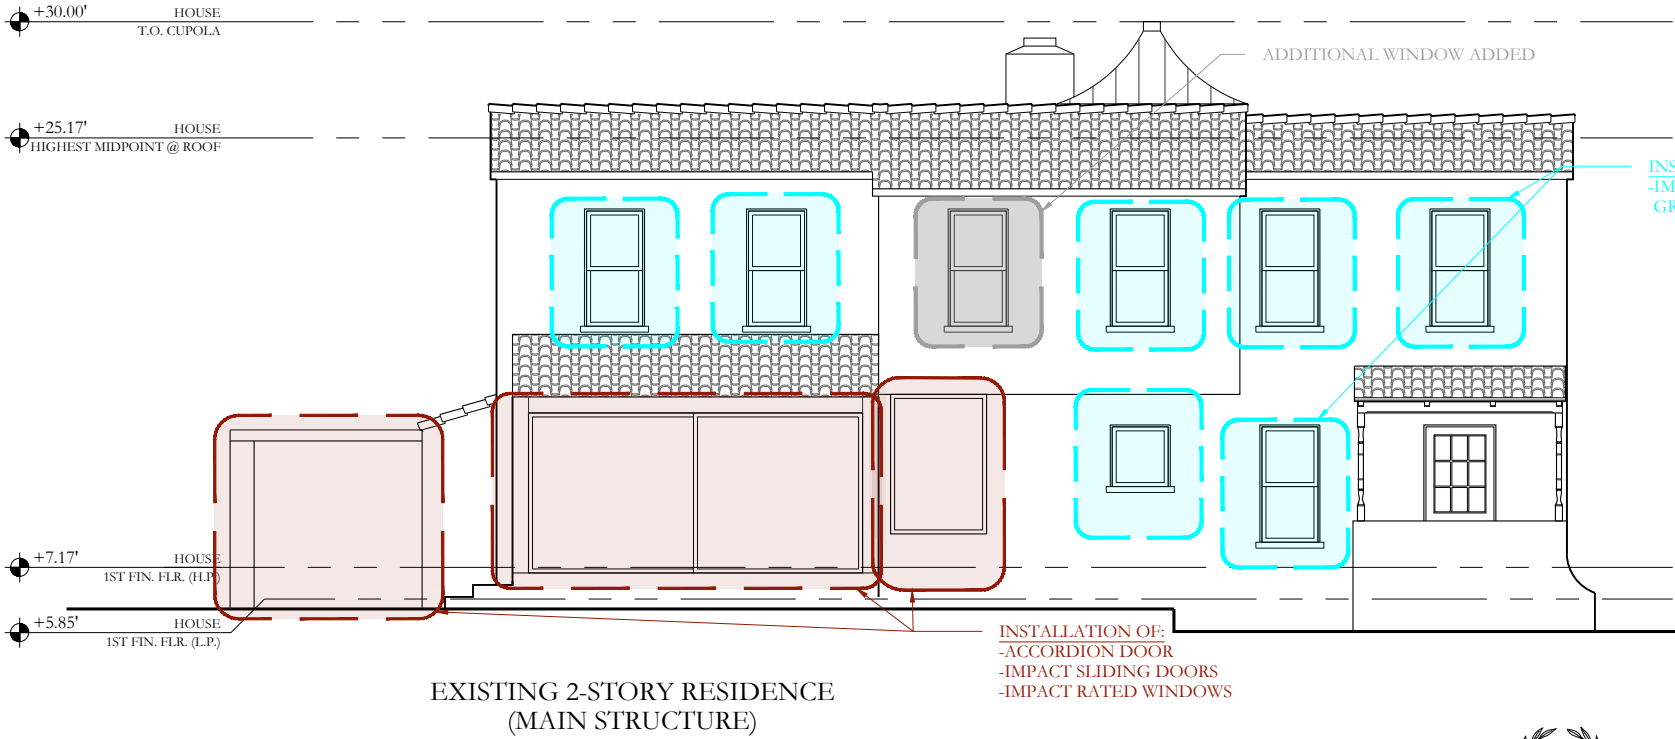 +30.00' HOUSE
T.O. CUPOLA
ADDITIONAL WINDOW ADDED
+25.17' HOUSE
HIGHEST MIDPOINT @ ROOF
+7.17' HOUSE
1ST FIN. FLR. (H.P.)
+5.85' HOUSE
1ST FIN. FLR. (L.P.)
INSTALLATION OF:
-ACCORDION DOOR
-IMPACT SLIDING DOORS
-IMPACT RATED WINDOWS
EXISTING 2-STORY RESIDENCE
(MAIN STRUCTURE)